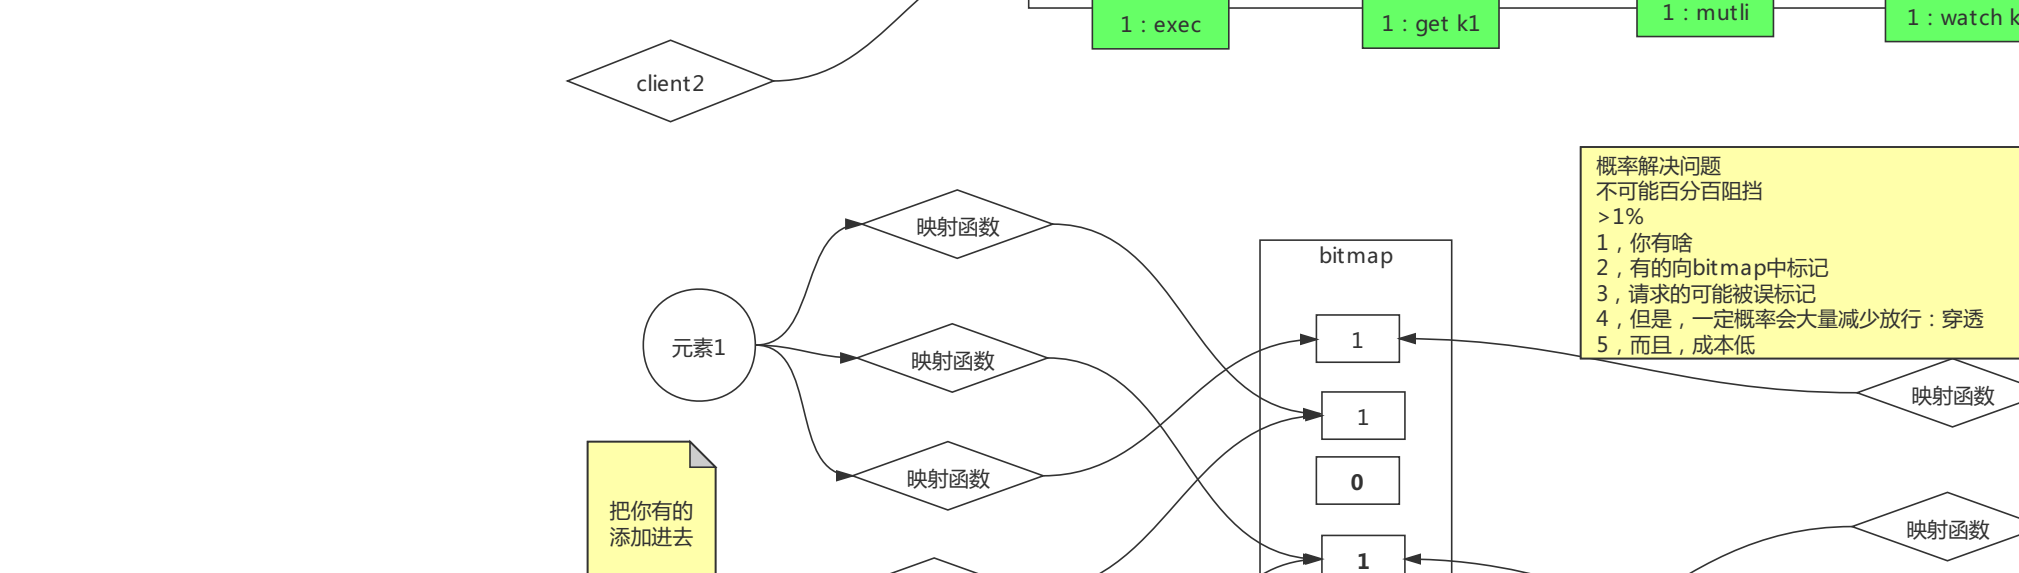 1：exec
1：get k1
1：mutli
1：watch k
client2
概率解决问题
不可能百分百阻挡
>1%
1，你有啥
2，有的向bitmap中标记
3，请求的可能被误标记
4，但是，一定概率会大量减少放行：穿透
5，而且，成本低
映射函数
bitmap
元素1
1
映射函数
映射函数
1
映射函数
0
把你有的
添加进去
映射函数
1